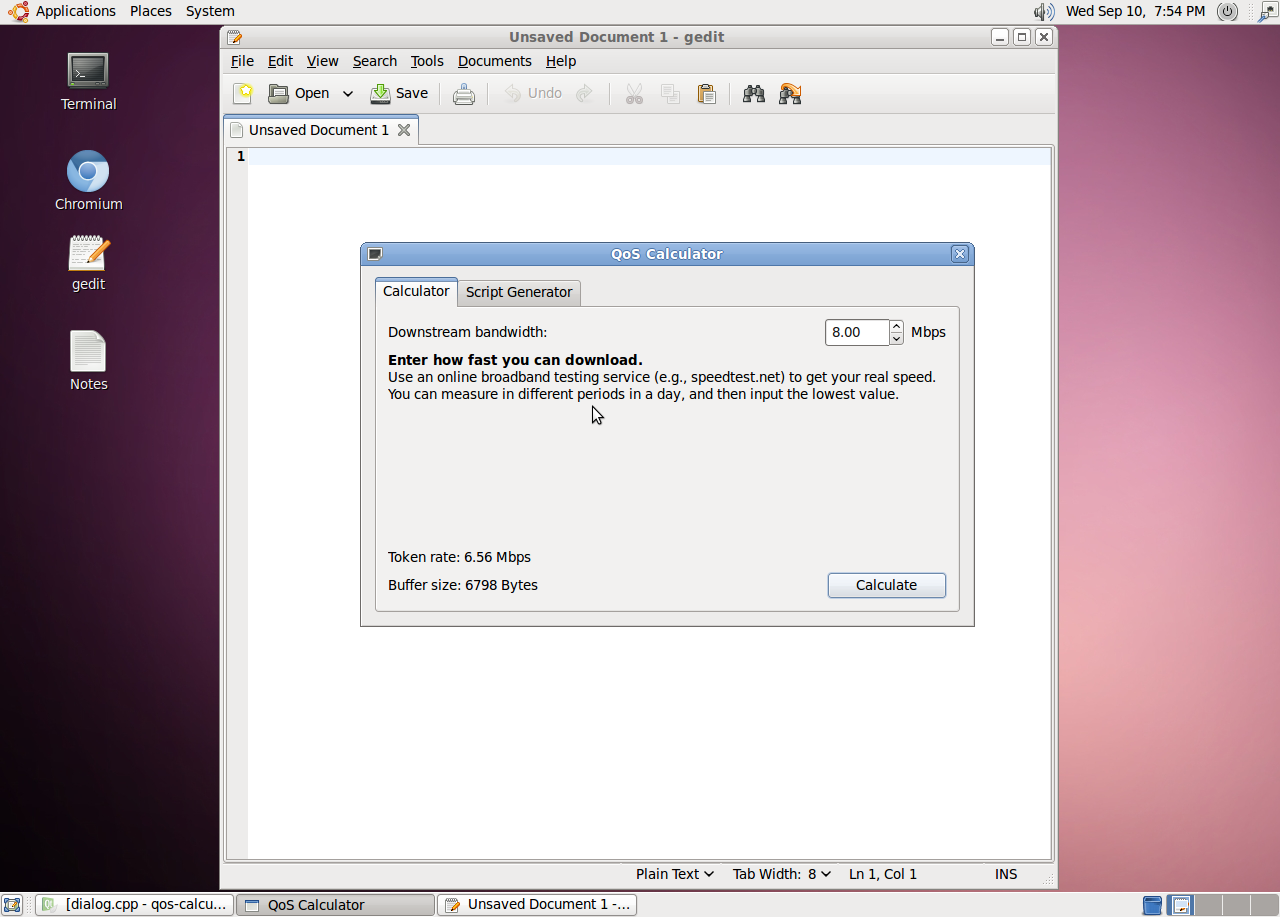 Applications Places System
Wed Sep 10, 7:54 PM
Terminal
Chromium
gedit
Notes
Unsaved Document 1 - gedit
File Edit View Search Tools Documents Help
Open Save Undo
Unsaved Document 1
1
QoS Calculator
Calculator Script Generator
Downstream bandwidth: 8.00 Mbps
Enter how fast you can download.
Use an online broadband testing service (e.g., speedtest.net) to get your real speed.
You can measure in different periods in a day, and then input the lowest value.
Token rate: 6.56 Mbps
Buffer size: 6798 Bytes
Calculate
Plain Text Tab Width: 8 Ln 1, Col 1 INS
[dialog.cpp - qos-calcu... QoS Calculator Unsaved Document 1 -...